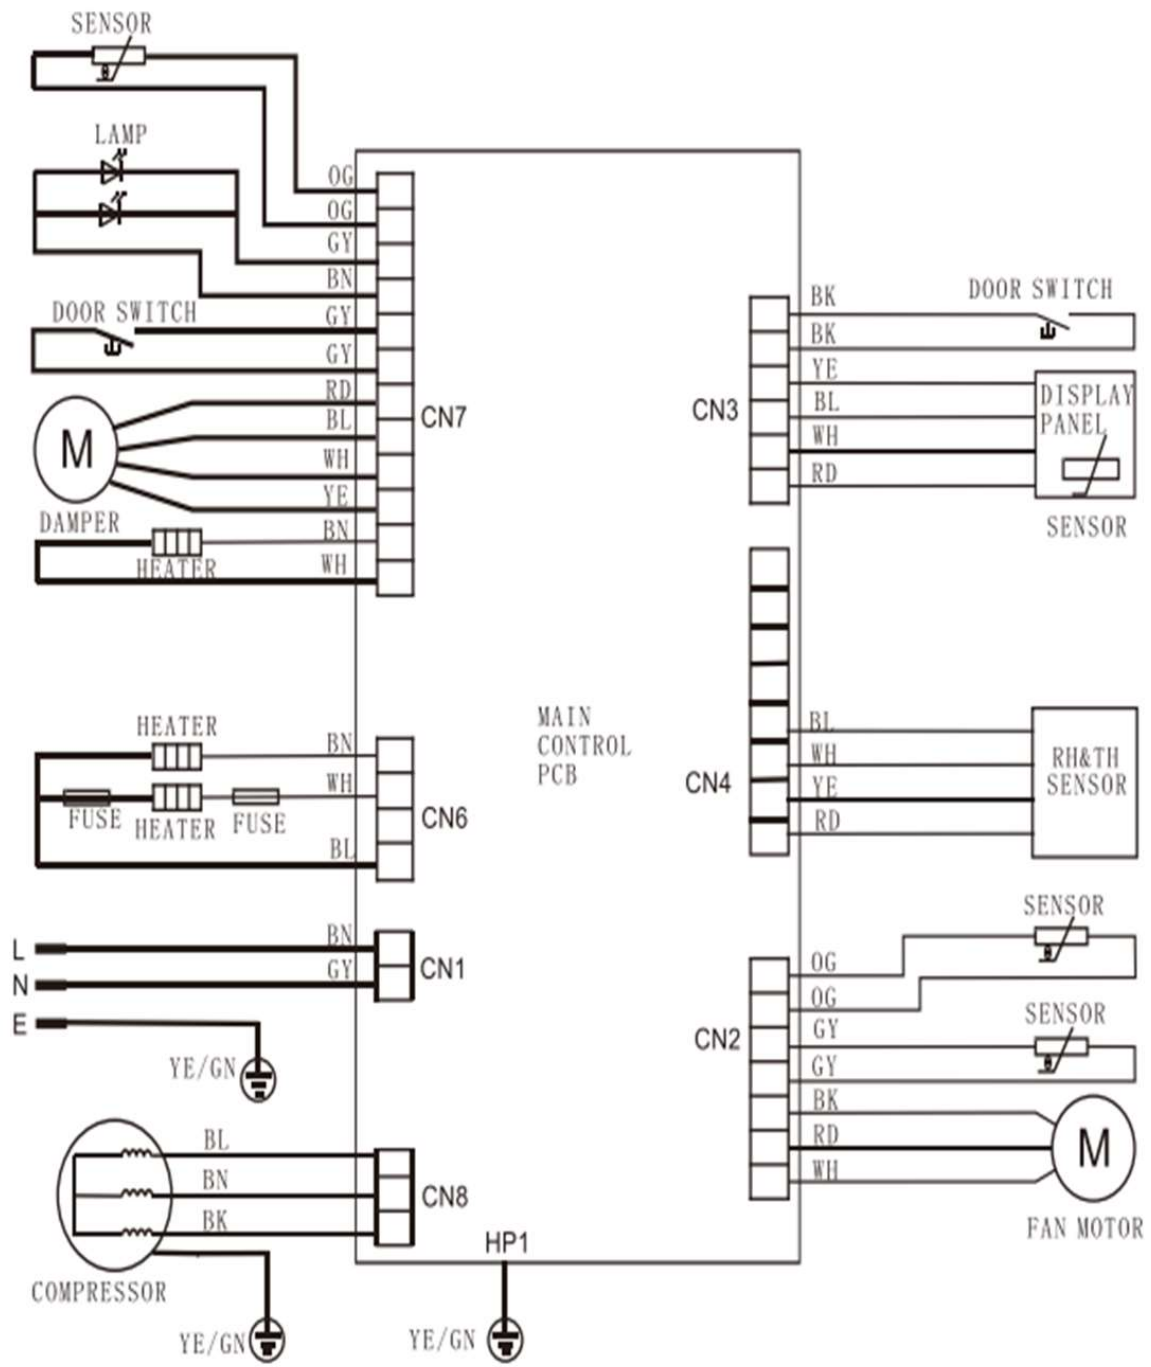 SENSOR
LAMP
OG
OG
GY
BN
DOOR SWITCH
GY
GY
RD
BL
WH
YE
M
DAMPER
BN
HEATER
WH
CN7
BK
DOOR SWITCH
BK
YE
BL
WH
RD
CN3
DISPLAY
PANEL
SENSOR
MAIN
CONTROL
PCB
HEATER
BN
WH
FUSE
HEATER
FUSE
BL
CN6
BL
WH
YE
RD
CN4
RH&TH
SENSOR
L
BN
N
GY
CN1
E
YE/GN
SENSOR
OG
OG
SENSOR
GY
GY
CN2
BK
RD
WH
M
FAN MOTOR
BL
BN
BK
CN8
COMPRESSOR
YE/GN
HP1
YE/GN